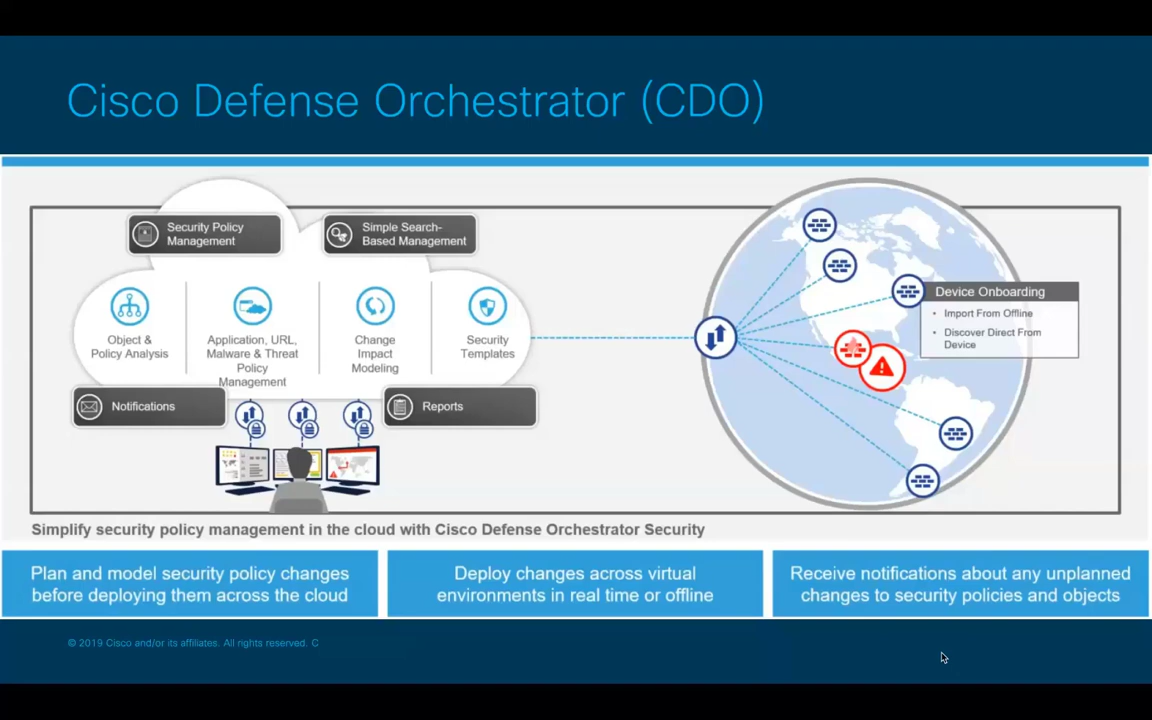 Cisco Defense Orchestrator (CDO)
Security Policy
Management
Simple Search-
Based Management
Object &
Policy Analysis
Application, URL,
Malware & Threat
Policy
Management
Change
Impact
Modeling
Security
Templates
Notifications
Reports
Device Onboarding
• Import From Offline
• Discover Direct From
Device
Simplify security policy management in the cloud with Cisco Defense Orchestrator Security
Plan and model security policy changes
before deploying them across the cloud
Deploy changes across virtual
environments in real time or offline
Receive notifications about any unplanned
changes to security policies and objects
© 2019 Cisco and/or its affiliates. All rights reserved. C